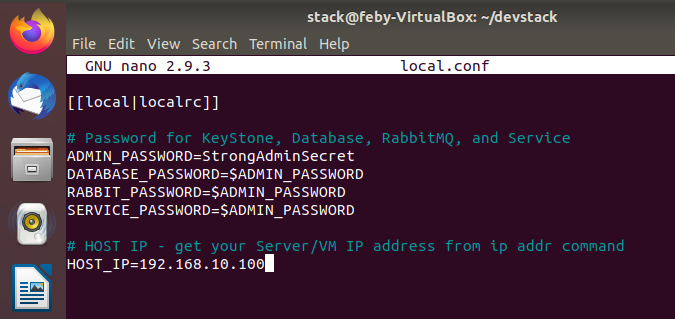 stack@feby-VirtualBox: ~/devstack
File Edit View Search Terminal Help
GNU nano 2.9.3 local.conf
[[local|localrc]]
# Password for KeyStone, Database, RabbitMQ, and Service
ADMIN_PASSWORD=StrongAdminSecret
DATABASE_PASSWORD=$ADMIN_PASSWORD
RABBIT_PASSWORD=$ADMIN_PASSWORD
SERVICE_PASSWORD=$ADMIN_PASSWORD
# HOST IP - get your Server/VM IP address from ip addr command
HOST_IP=192.168.10.100